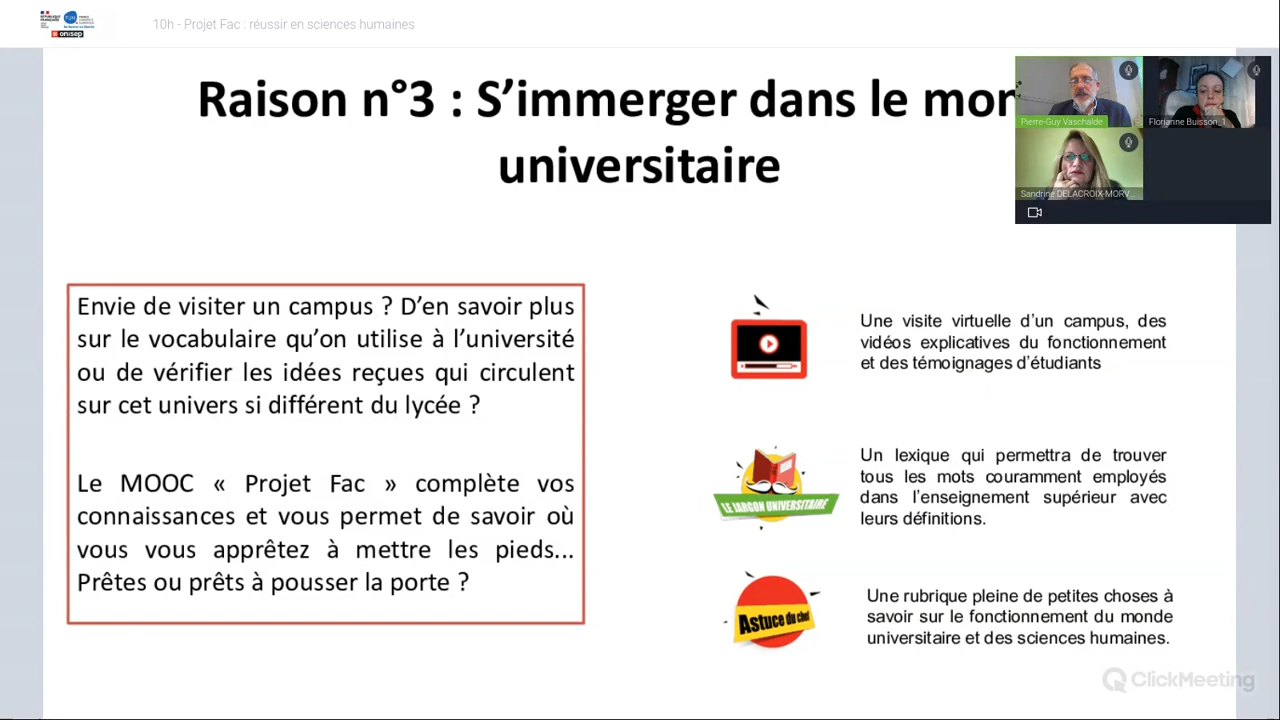 10h - Projet Fac : réussir en sciences humaines
onisep
Raison n°3 : S’immerger dans le mon
universitaire
Pierre-Guy Vaschalde
Florianne Buisson_1
Sandrine DELACROIX-MORV...
Envie de visiter un campus ? D’en savoir plus
sur le vocabulaire qu’on utilise à l’université
ou de vérifier les idées reçues qui circulent
sur cet univers si différent du lycée ?
Le MOOC « Projet Fac » complète vos
connaissances et vous permet de savoir où
vous vous apprêtez à mettre les pieds...
Prêtes ou prêts à pousser la porte ?
Une visite virtuelle d’un campus, des
vidéos explicatives du fonctionnement
et des témoignages d’étudiants
LE JARGON UNIVERSITAIRE
Un lexique qui permettra de trouver
tous les mots couramment employés
dans l’enseignement supérieur avec
leurs définitions.
Astuce du chef
Une rubrique pleine de petites choses à
savoir sur le fonctionnement du monde
universitaire et des sciences humaines.
ClickMeeting